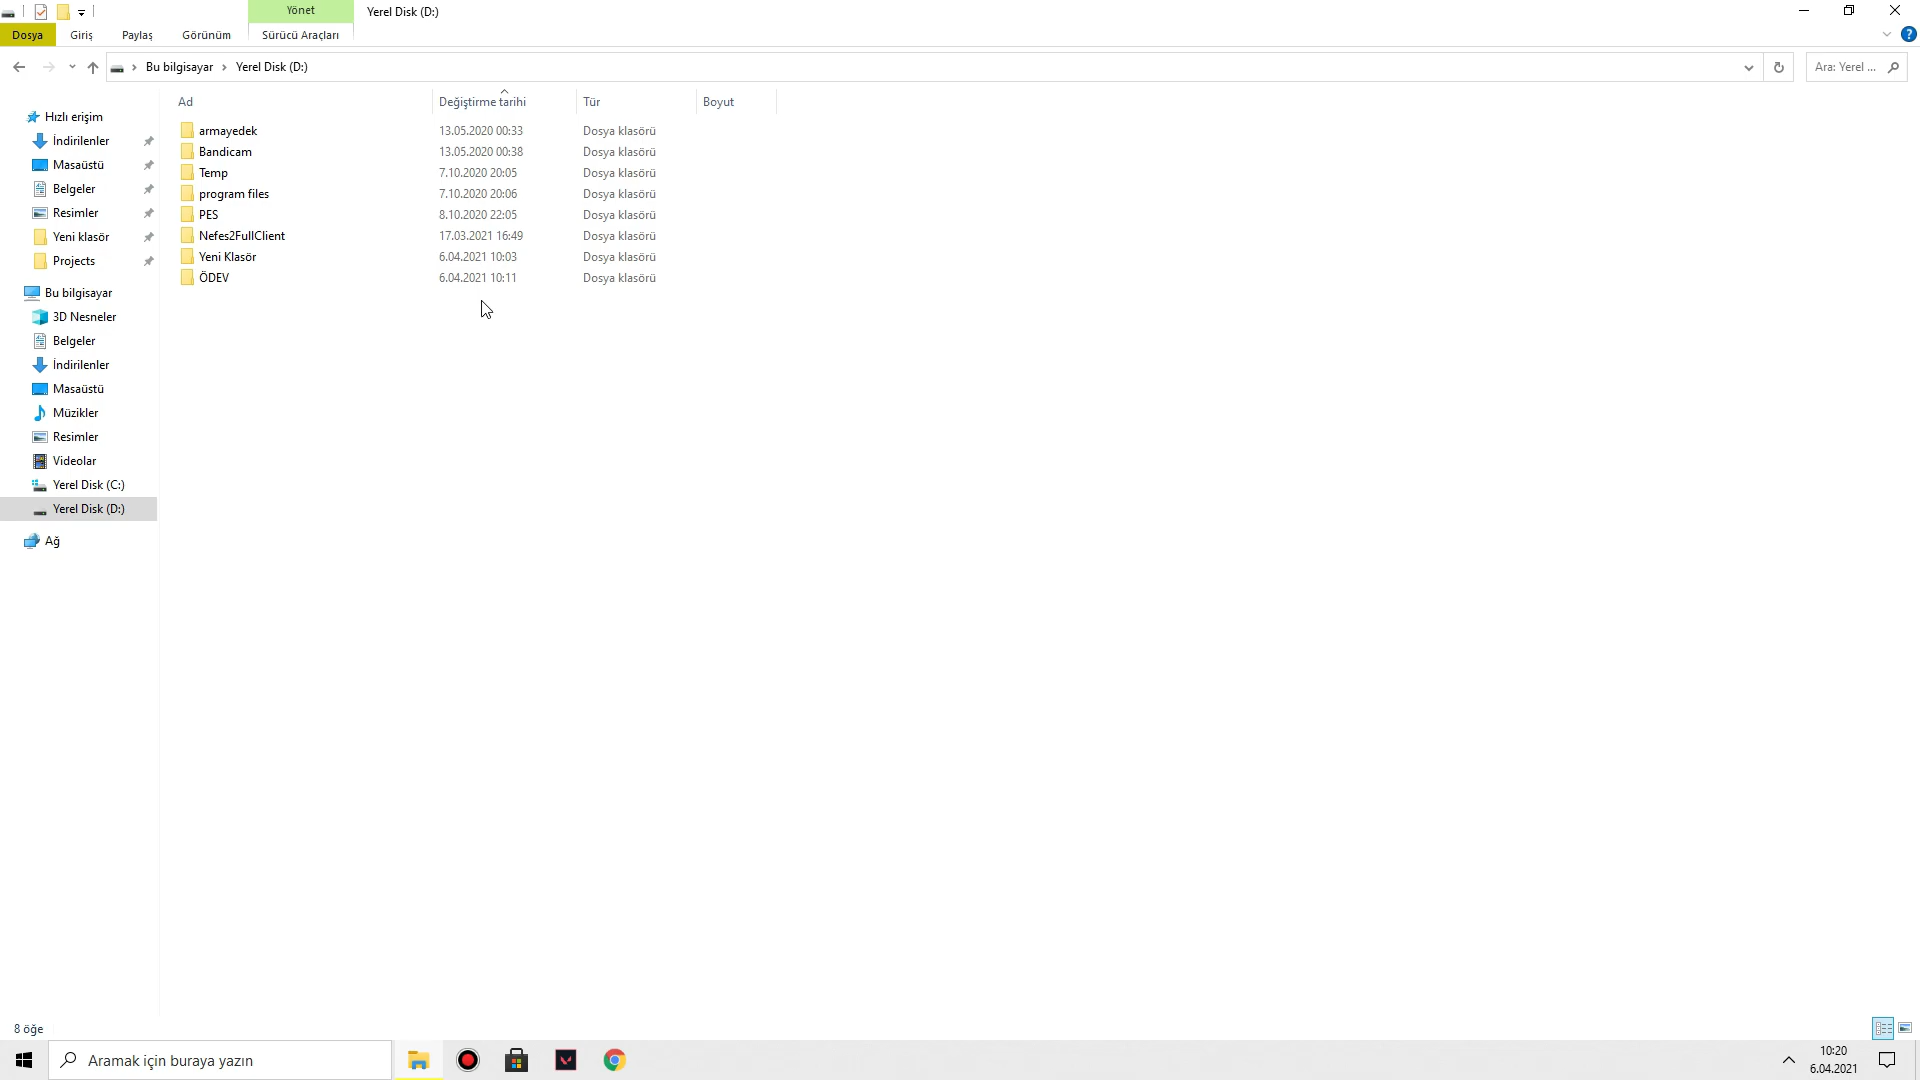 Yönet
Yerel Disk (D:)
Dosya
Giriş
Paylaş
Görünüm
Sürücü Araçları
Bu bilgisayar
Yerel Disk (D:)
Ara: Yerel ...
Ad
Değiştirme tarihi
Tür
Boyut
armayedek 13.05.2020 00:33 Dosya klasörü
Bandicam 13.05.2020 00:38 Dosya klasörü
Temp 7.10.2020 20:05 Dosya klasörü
program files 7.10.2020 20:06 Dosya klasörü
PES 8.10.2020 22:05 Dosya klasörü
Nefes2FullClient 17.03.2021 16:49 Dosya klasörü
Yeni Klasör 6.04.2021 10:03 Dosya klasörü
ÖDEV 6.04.2021 10:11 Dosya klasörü
Hızlı erişim
İndirilenler
Masaüstü
Belgeler
Resimler
Yeni klasör
Projects
Bu bilgisayar
3D Nesneler
Belgeler
İndirilenler
Masaüstü
Müzikler
Resimler
Videolar
Yerel Disk (C:)
Yerel Disk (D:)
Ağ
8 öğe
Aramak için buraya yazın
10:20
6.04.2021